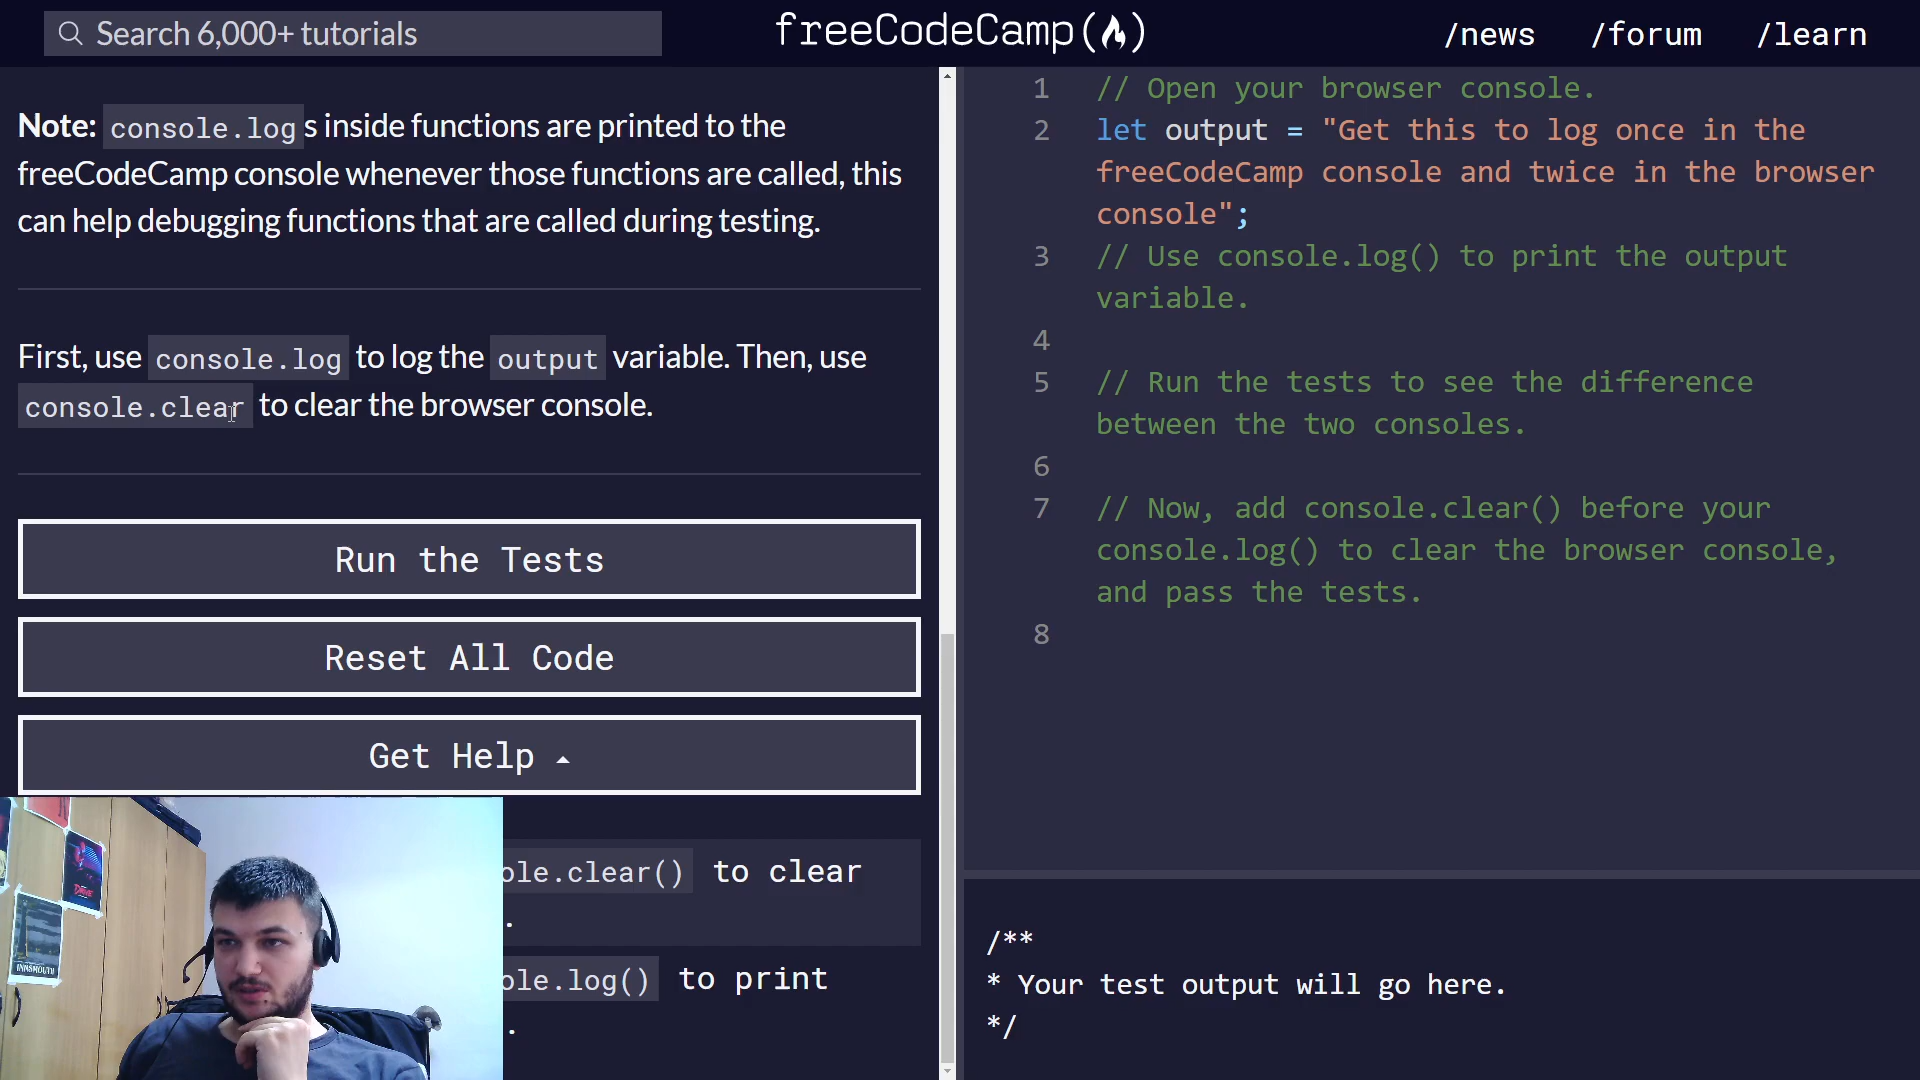 Search 6,000+ tutorials
freeCodeCamp
/news
/forum
/learn
Note: console.logs inside functions are printed to the
freeCodeCamp console whenever those functions are called, this
can help debugging functions that are called during testing.
First, use console.log to log the output variable. Then, use
console.clear to clear the browser console.
Run the Tests
Reset All Code
Get Help
ole.clear() to clear
.
ole.log() to print
.
INNSMOUTH
1 // Open your browser console.
2 let output = "Get this to log once in the
freeCodeCamp console and twice in the browser
console";
3 // Use console.log() to print the output
variable.
4
5 // Run the tests to see the difference
between the two consoles.
6
7 // Now, add console.clear() before your
console.log() to clear the browser console,
and pass the tests.
8
/**
* Your test output will go here.
*/